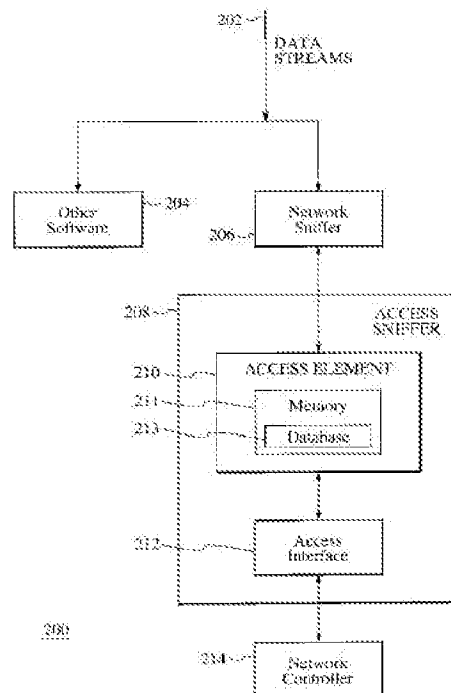 202
DATA
STREAMS
Other
Software
204
206
Network
Sniffer
208
ACCESS
SNIFFER
210
ACCESS ELEMENT
211
Memory
213
Database
212
Access
Interface
200
214
Network
Controller